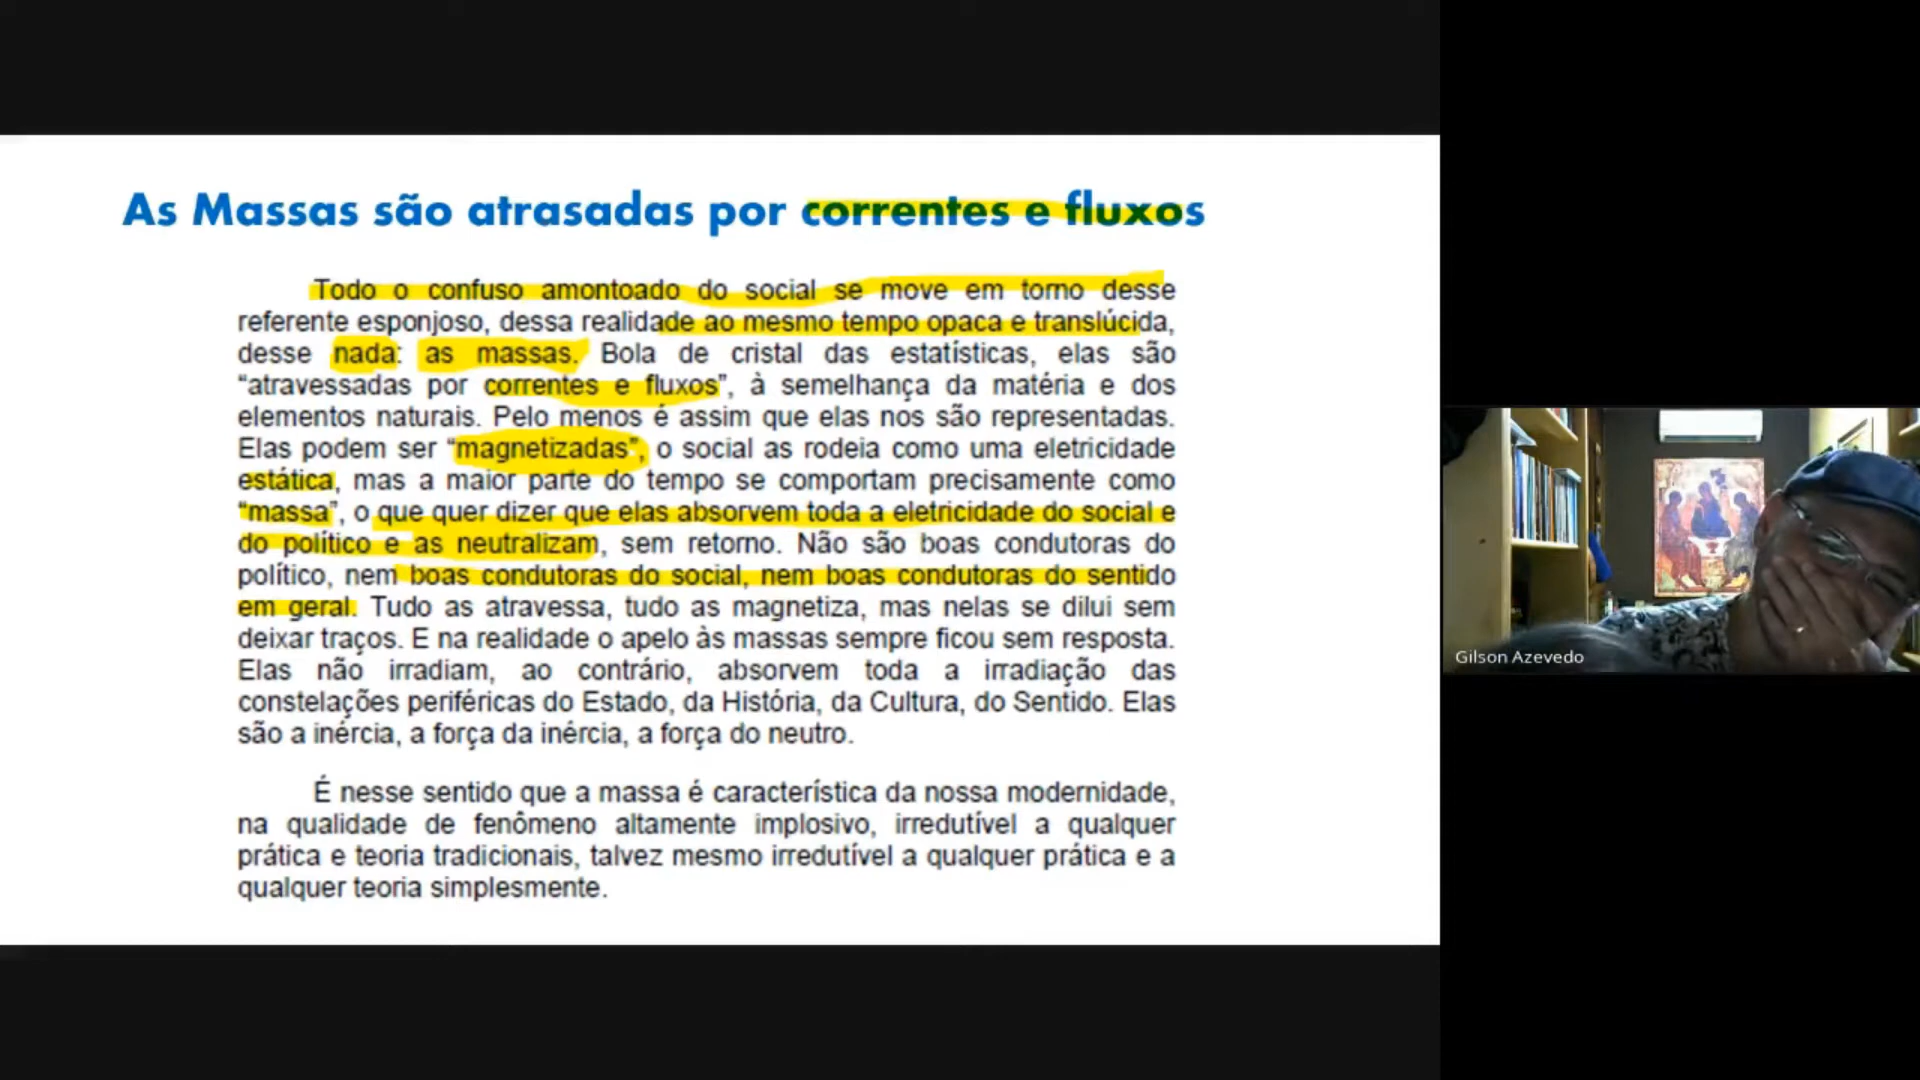 As Massas são atrasadas por correntes e fluxos
Todo o confuso amontoado do social se move em torno desse
referente esponjoso, dessa realidade ao mesmo tempo opaca e translúcida,
desse nada: as massas. Bola de cristal das estatísticas, elas são
“atravessadas por correntes e fluxos”, à semelhança da matéria e dos
elementos naturais. Pelo menos é assim que elas nos são representadas.
Elas podem ser “magnetizadas”, o social as rodeia como uma eletricidade
estática, mas a maior parte do tempo se comportam precisamente como
“massa”, o que quer dizer que elas absorvem toda a eletricidade do social e
do político e as neutralizam, sem retorno. Não são boas condutoras do
político, nem boas condutoras do social, nem boas condutoras do sentido
em geral. Tudo as atravessa, tudo as magnetiza, mas nelas se dilui sem
deixar traços. E na realidade o apelo às massas sempre ficou sem resposta.
Elas não irradiam, ao contrário, absorvem toda a irradiação das
constelações periféricas do Estado, da História, da Cultura, do Sentido. Elas
são a inércia, a força da inércia, a força do neutro.
É nesse sentido que a massa é característica da nossa modernidade,
na qualidade de fenômeno altamente implosivo, irredutível a qualquer
prática e teoria tradicionais, talvez mesmo irredutível a qualquer prática e a
qualquer teoria simplesmente.
Gilson Azevedo